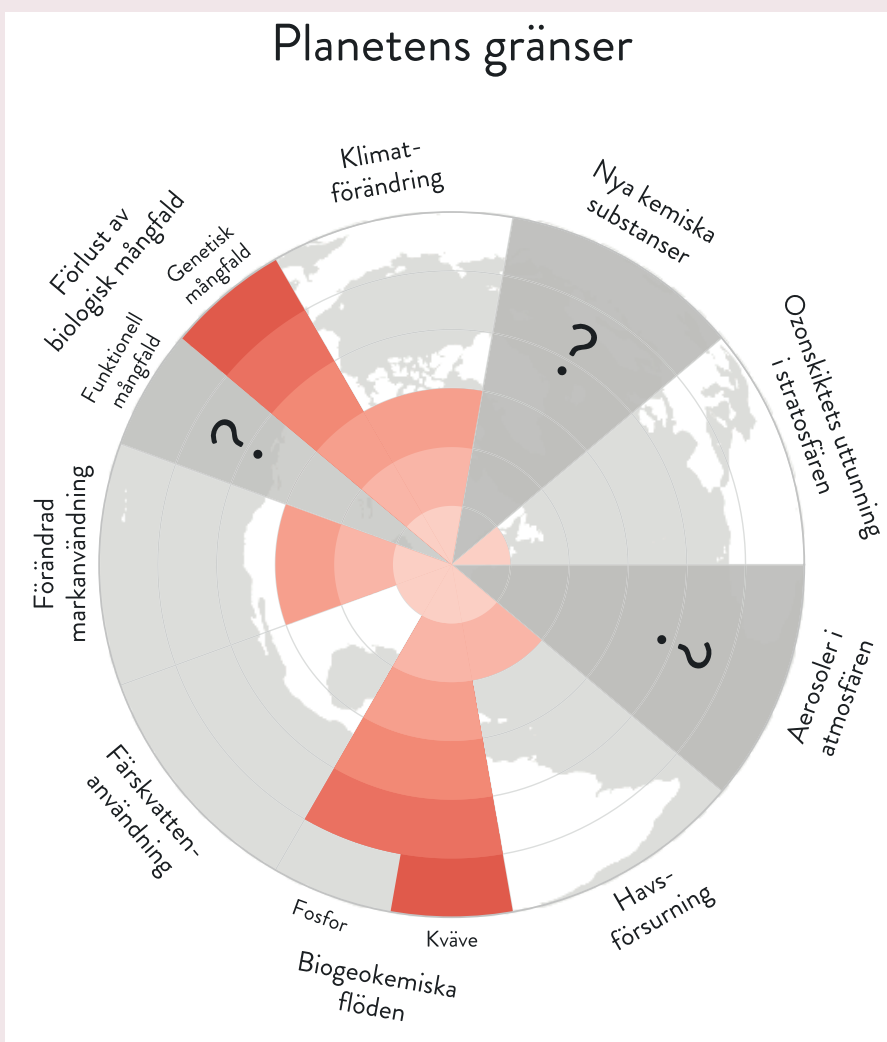 Planetens gränser
Klimat-
förändring
Nya kemiska
substanser
Ozonskiktets uttunning
i stratosfären
Aerosoler i
atmosfären
Havs-
försurning
Kväve
Fosfor
Biogeokemiska
flöden
Färskvatten-
användning
Förändrad
markanvändning
Förlust av
biologisk mångfald
Funktionell
mångfald
Genetisk
mångfald
?
?
?